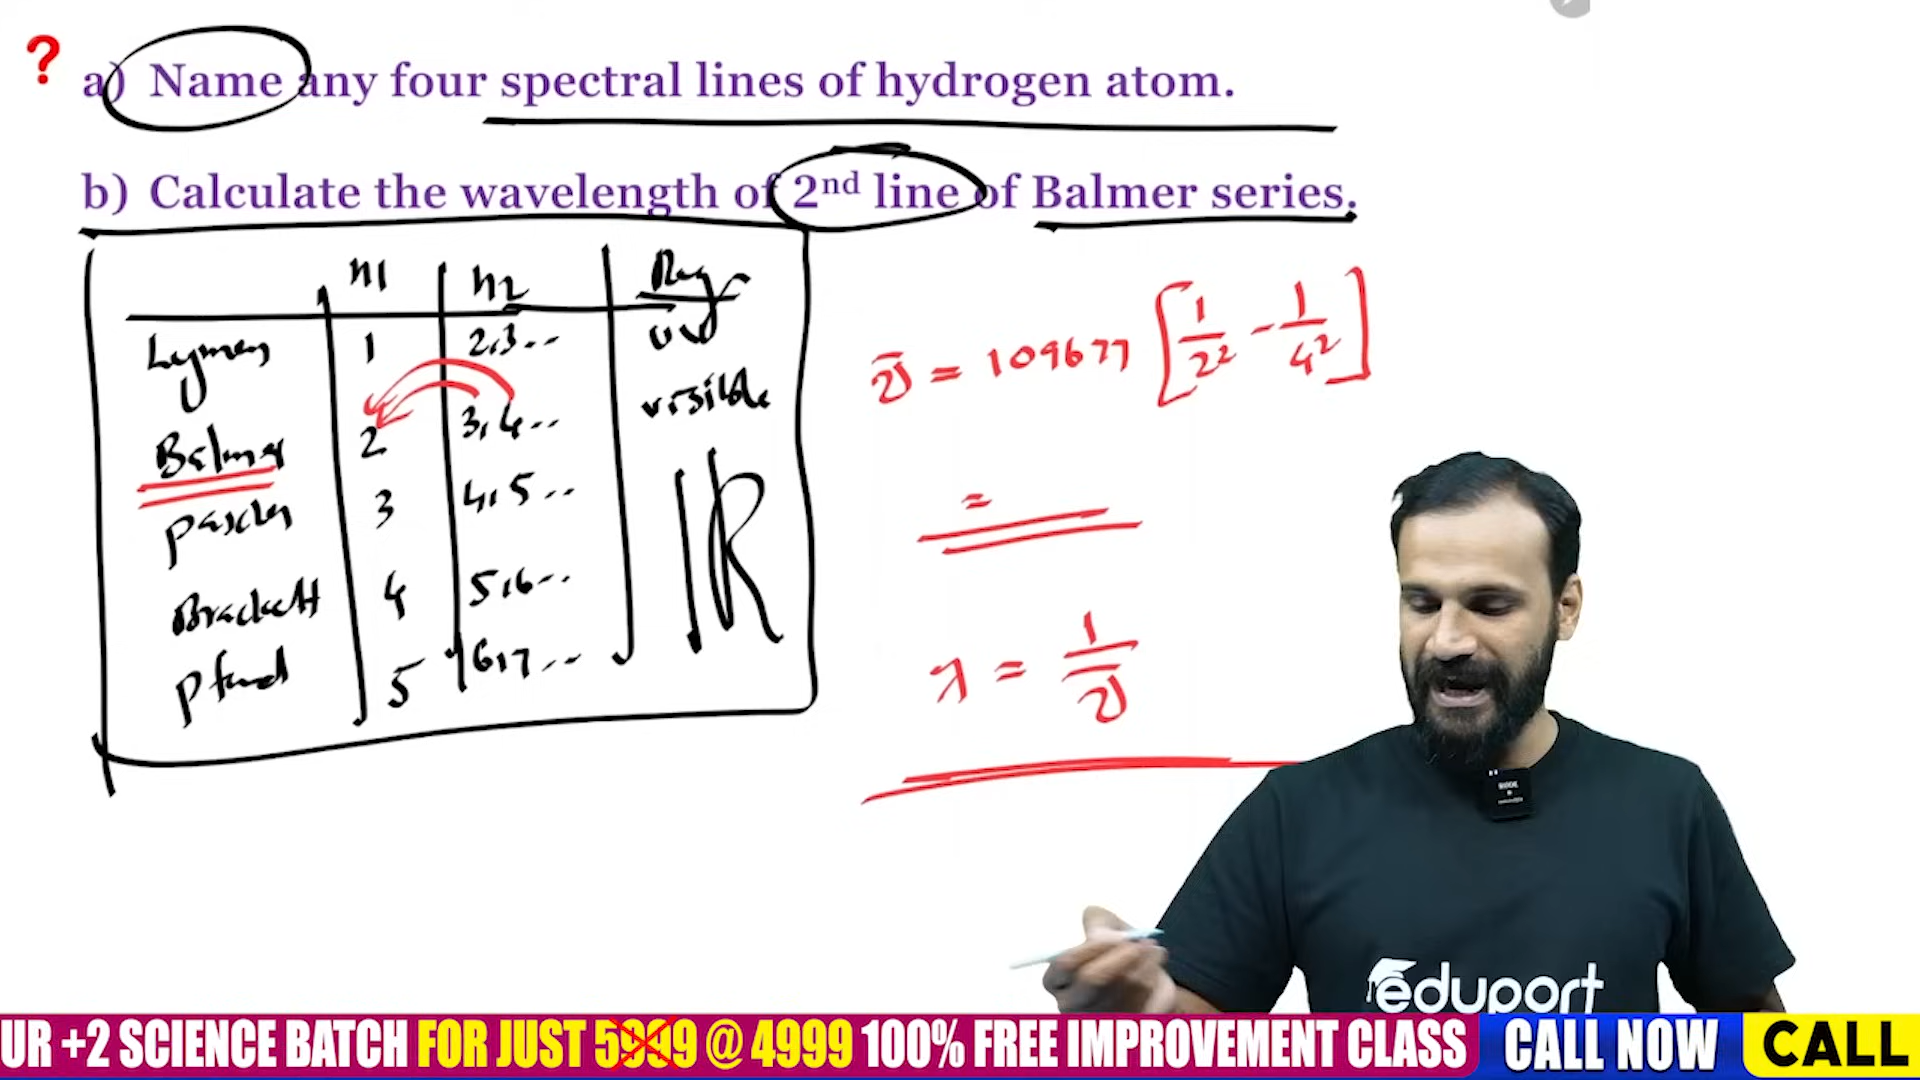 ❓
a) Name any four spectral lines of hydrogen atom.
b) Calculate the wavelength of 2nd line of Balmer series.
n1 n2 Reg
Lymen 1 2,3.. UV
Balmer 2 3,4.. visible
paschen 3 4,5..
IR
Brackett 4 5,6..
Pfund 5 6,7..
ν̄ = 109677 [1/2² - 1/4²]
=
λ = 1/ν̄
eduport
UR +2 SCIENCE BATCH FOR JUST 5999 @ 4999 100% FREE IMPROVEMENT CLASS CALL NOW CALL